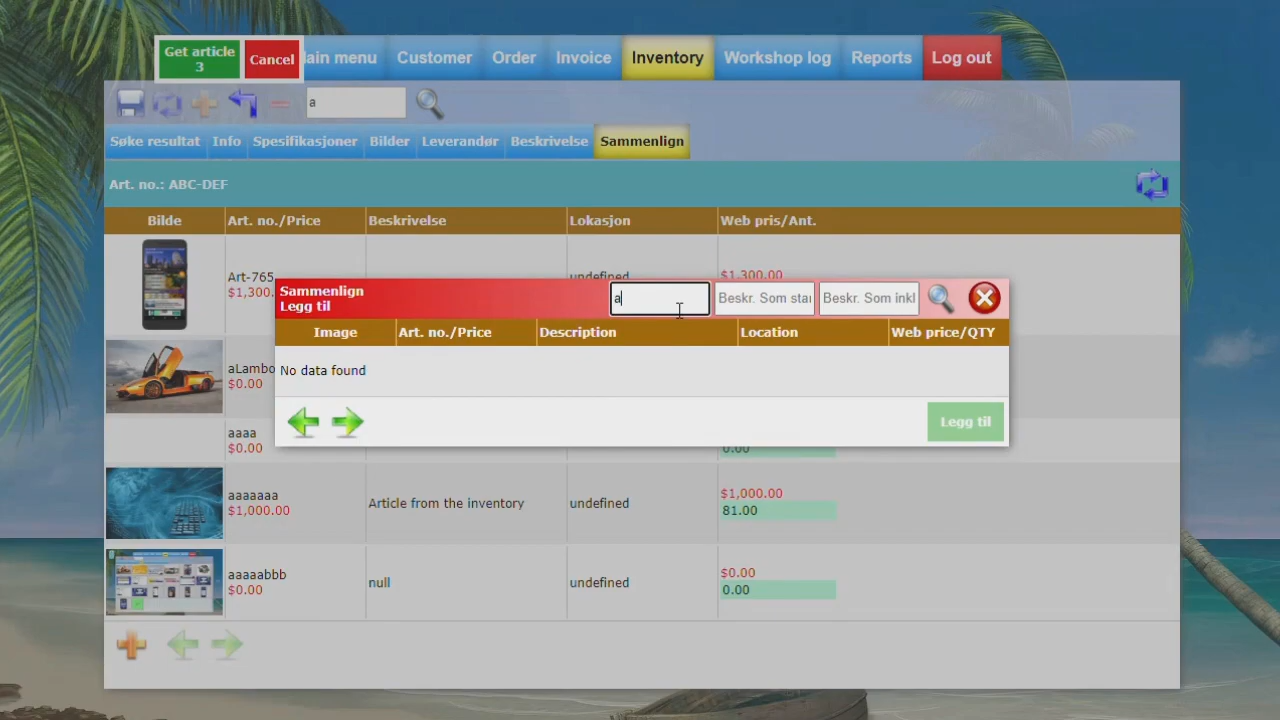 Get article
3
Cancel
ain menu
Customer
Order
Invoice
Inventory
Workshop log
Reports
Log out
a
Søke resultat
Info
Spesifikasjoner
Bilder
Leverandør
Beskrivelse
Sammenlign
Art. no.: ABC-DEF
Bilde
Art. no./Price
Beskrivelse
Lokasjon
Web pris/Ant.
Art-765
$1,300.
undefined
$1,300.00
Sammenlign
Legg til
a
Beskr. Som star
Beskr. Som inkl
Image
Art. no./Price
Description
Location
Web price/QTY
No data found
Legg til
aLambo
$0.00
aaaa
$0.00
0.00
aaaaaaa
$1,000.00
Article from the inventory
undefined
$1,000.00
81.00
aaaaabbb
$0.00
null
undefined
$0.00
0.00